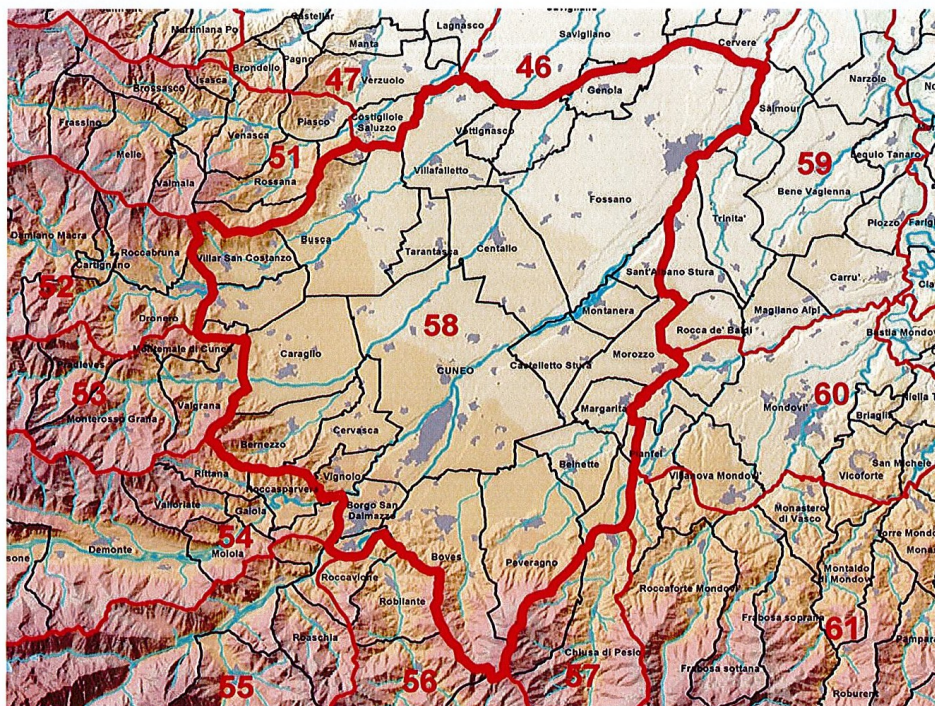 Castellar
Lagnasco
Savigliano
Martiniana Po
Pagno
Manta
Cervere
Brondello
47
46
Isasca
Verzuolo
Genola
Narzole
Brossasco
Salmour
Piasco
Costigliole
Saluzzo
Frassino
Venasca
Vottignasco
51
59
Melle
Lequio Tanaro
Rossana
Villafalletto
Valmala
Bene Vagienna
Fossano
Trinita'
Piozzo
Farigl
Damiano Macra
Busca
Roccabruna
Tarantasca
Centallo
Villar San Costanzo
Cartignano
Sant'Albano Stura
Carru'
52
Montanera
Magliano Alpi
Dronero
58
Rocca de' Baldi
Bastia Mondov
Montemale di Cuneo
Caraglio
Morozzo
Pradleves
CUNEO
Castelletto Stura
53
Valgrana
60
Mondovi'
Margarita
Briaglia
Monterosso Grana
Cervasca
Bernezzo
Pianfei
Beinette
San Michele
Rittana
Vignolo
Villanova Mondovi'
Vicoforte
Roccasparvera
Valloriate
Gaiola
Borgo San
Dalmazzo
Monastero
di Vasco
54
Demonte
Moiola
Boves
Peveragno
Montaldo
di Mondovi
Roccavione
Roccaforte Mondovi'
Robilante
Frabosa soprana
61
Roaschia
Chiusa di Pesio
Frabosa sottana
55
56
57
Roburent